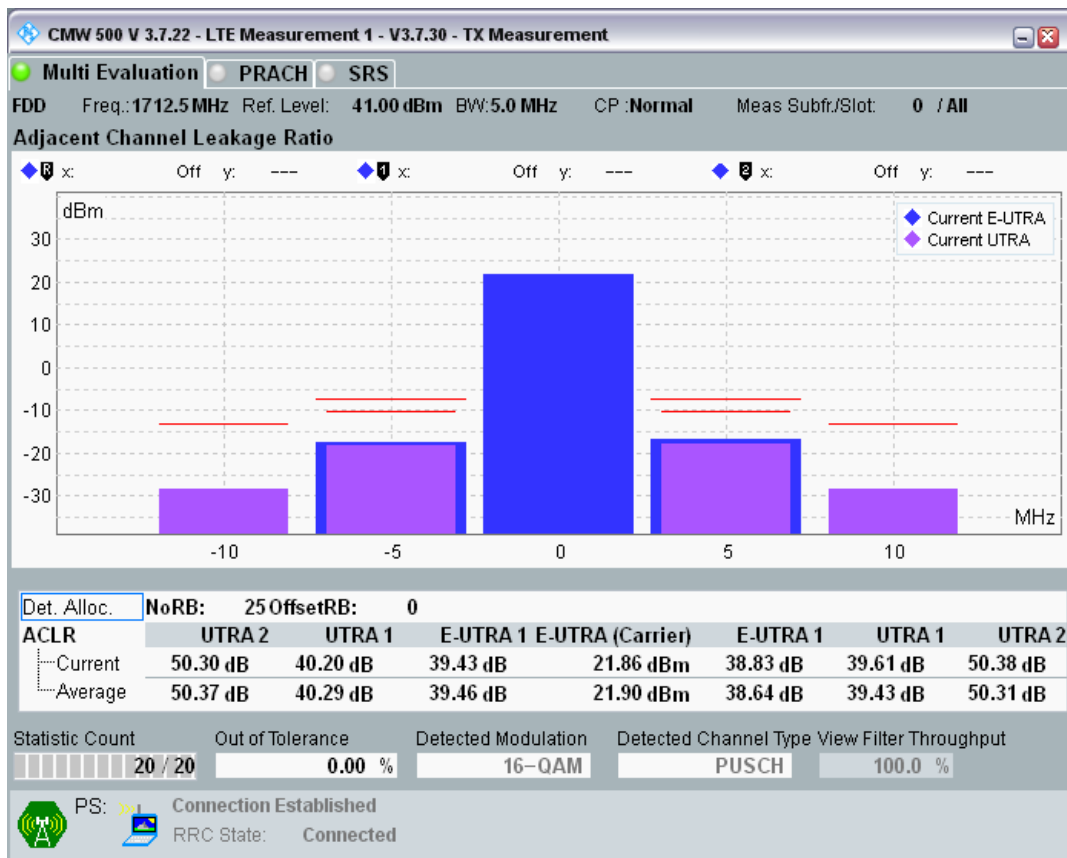 CMW 500 V 3.7.22 - LTE Measurement 1 - V3.7.30 - TX Measurement
Multi Evaluation PRACH SRS
FDD Freq.: 1712.5 MHz Ref. Level: 41.00 dBm BW: 5.0 MHz CP : Normal Meas Subfr./Slot: 0 / All
Adjacent Channel Leakage Ratio
R x: Off y: --- 1 x: Off y: --- 2 x: Off y: ---
dBm
Current E-UTRA
Current UTRA
30
20
10
0
-10
-20
-30
MHz
-10 -5 0 5 10
Det. Alloc. NoRB: 25 OffsetRB: 0
ACLR UTRA 2 UTRA 1 E-UTRA 1 E-UTRA (Carrier) E-UTRA 1 UTRA 1 UTRA 2
Current 50.30 dB 40.20 dB 39.43 dB 21.86 dBm 38.83 dB 39.61 dB 50.38 dB
Average 50.37 dB 40.29 dB 39.46 dB 21.90 dBm 38.64 dB 39.43 dB 50.31 dB
Statistic Count Out of Tolerance Detected Modulation Detected Channel Type View Filter Throughput
20 / 20 0.00 % 16-QAM PUSCH 100.0 %
PS: Connection Established
RRC State: Connected